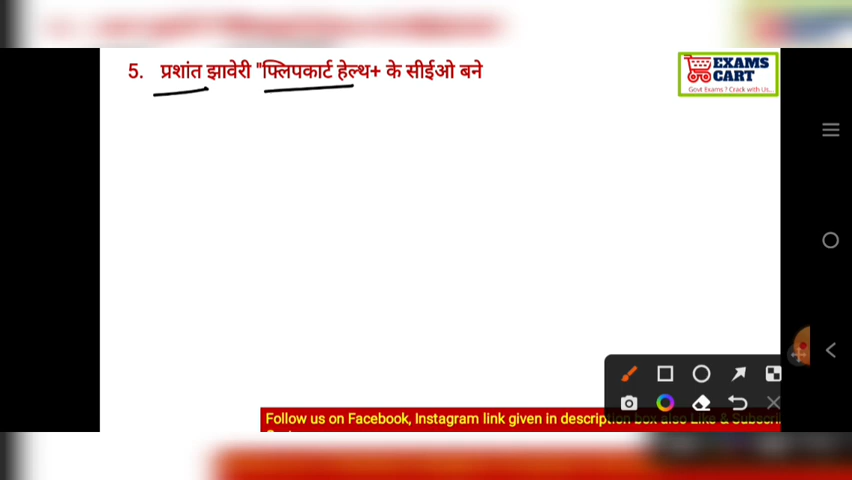 5. प्रशांत झावेरी "फ्लिपकार्ट हेल्थ+ के सीईओ बने
EXAMS
CART
Govt Exams ? Crack with Us...
Follow us on Facebook, Instagram link given in description box also Like & Subscri